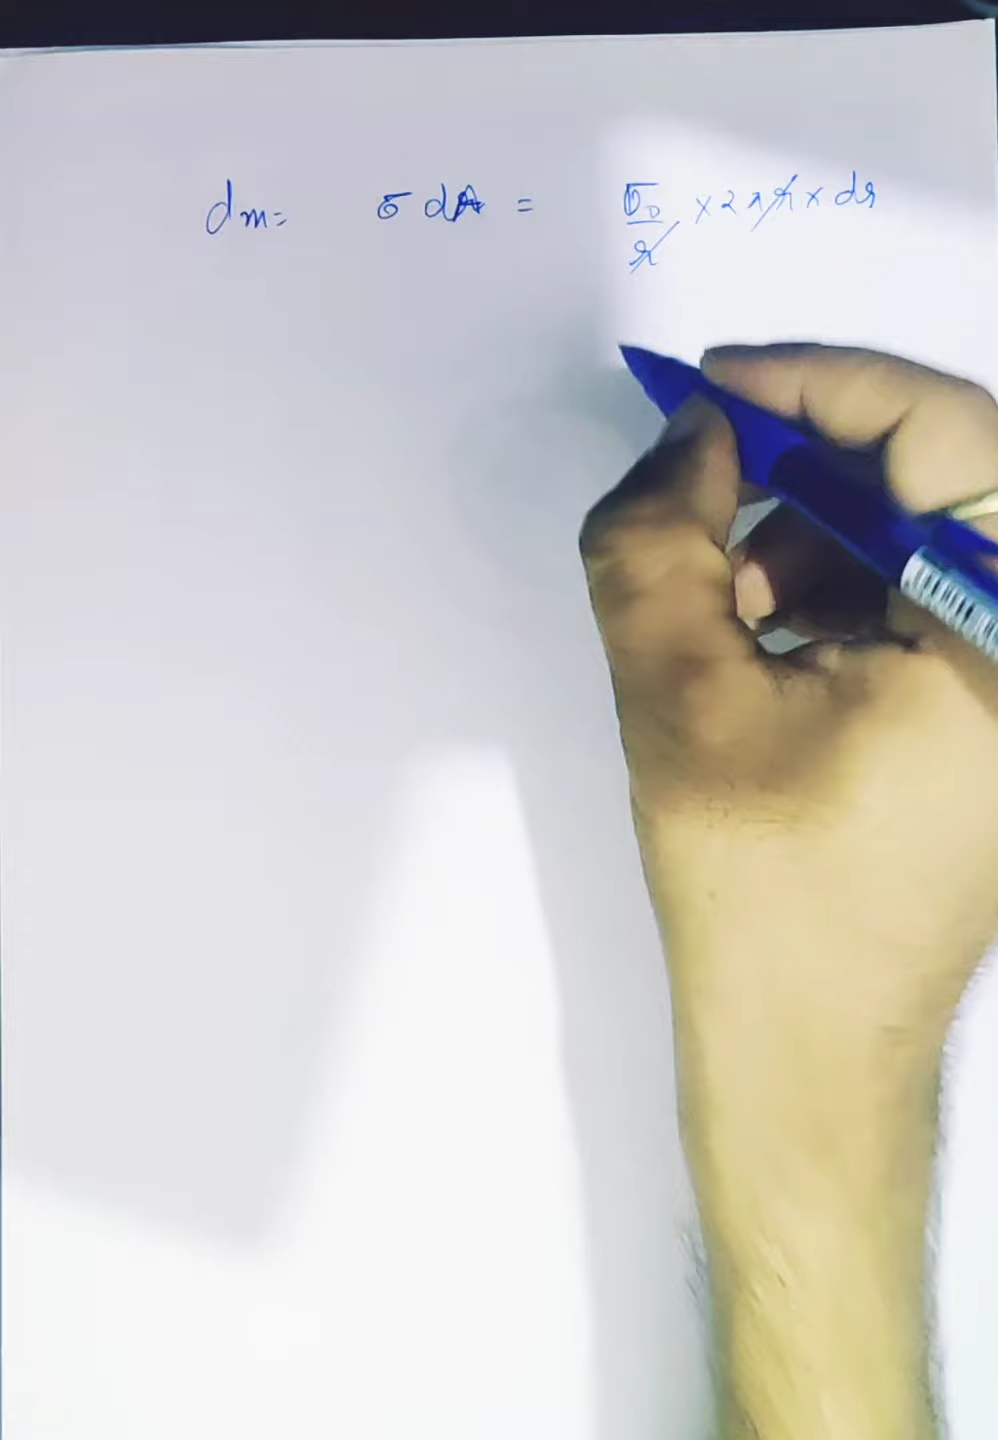 dm = σ dA = σ₀/r × 2πr × dr